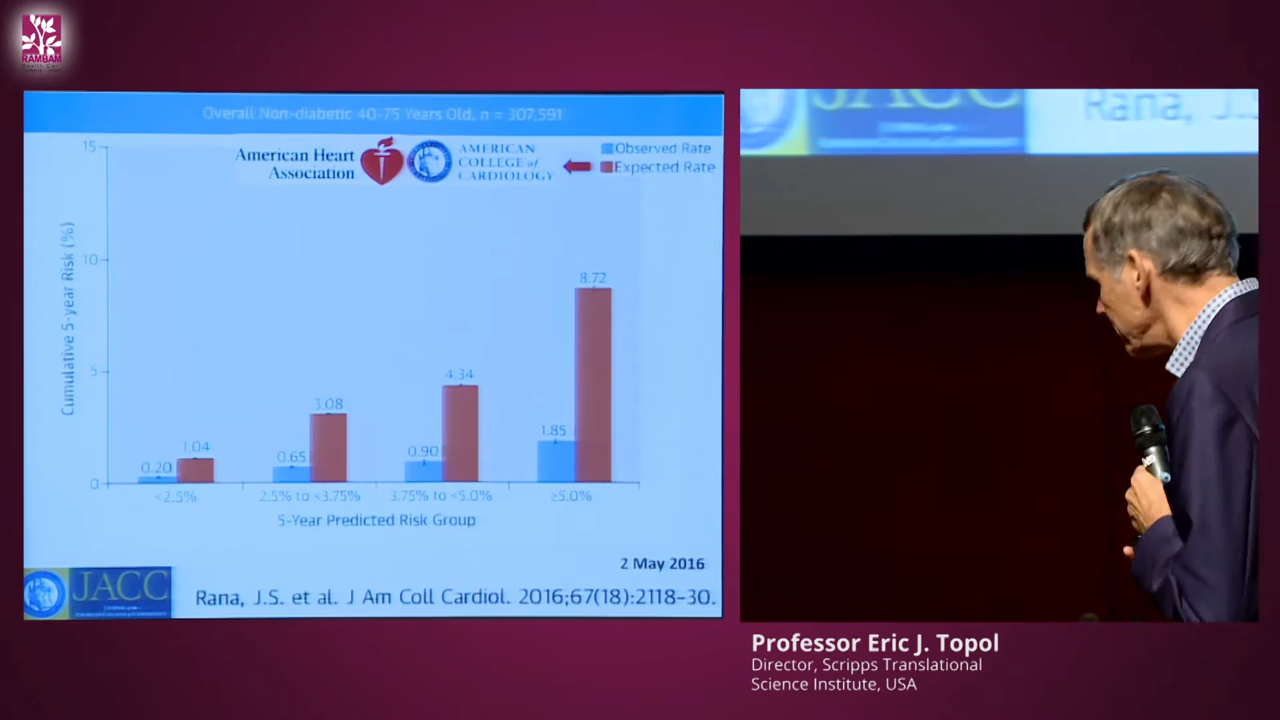 RAMBAM
Overall Non-diabetic 40-75 Years Old, n = 307,591
American Heart
Association
AMERICAN
COLLEGE of
CARDIOLOGY
Observed Rate
Expected Rate
Cumulative 5-year Risk (%)
15
10
5
0
0.20
1.04
0.65
3.08
0.90
4.34
1.85
8.72
<2.5%
2.5% to <3.75%
3.75% to <5.0%
≥5.0%
5-Year Predicted Risk Group
2 May 2016
JACC
Rana, J.S. et al. J Am Coll Cardiol. 2016;67(18):2118-30.
JACC
Rana, J.S
Professor Eric J. Topol
Director, Scripps Translational
Science Institute, USA